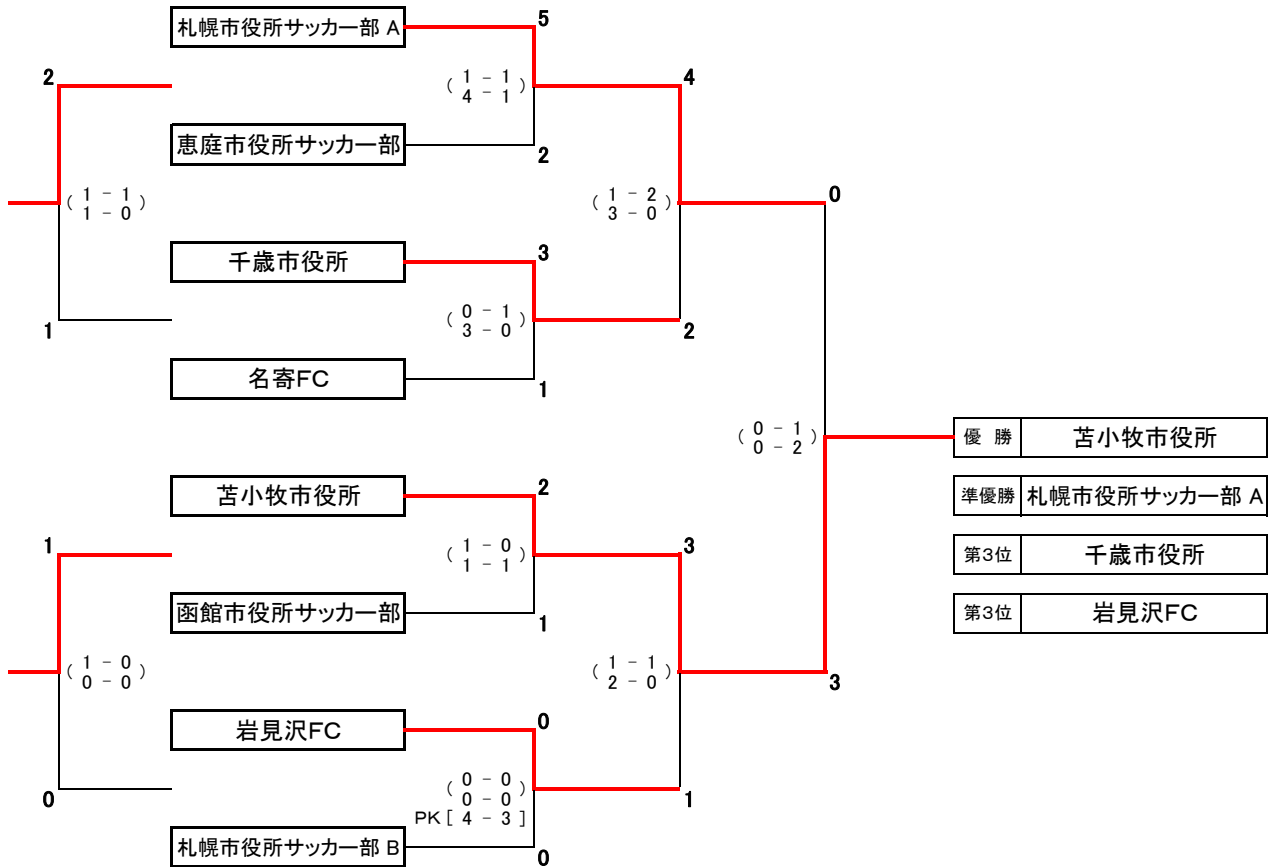 札幌市役所サッカー部 A
5
2
( 1 - 1 )
4 - 1
4
恵庭市役所サッカー部
2
( 1 - 1 )
1 - 0
( 1 - 2 )
3 - 0
0
千歳市役所
3
( 0 - 1 )
3 - 0
1
2
名寄FC
1
( 0 - 1 )
0 - 2
優 勝 苫小牧市役所
準優勝 札幌市役所サッカー部 A
第3位 千歳市役所
第3位 岩見沢FC
苫小牧市役所
2
1
( 1 - 0 )
1 - 1
3
函館市役所サッカー部
1
( 1 - 0 )
0 - 0
( 1 - 1 )
2 - 0
3
岩見沢FC
0
0
( 0 - 0 )
0 - 0
PK [ 4 - 3 ]
1
札幌市役所サッカー部 B
0